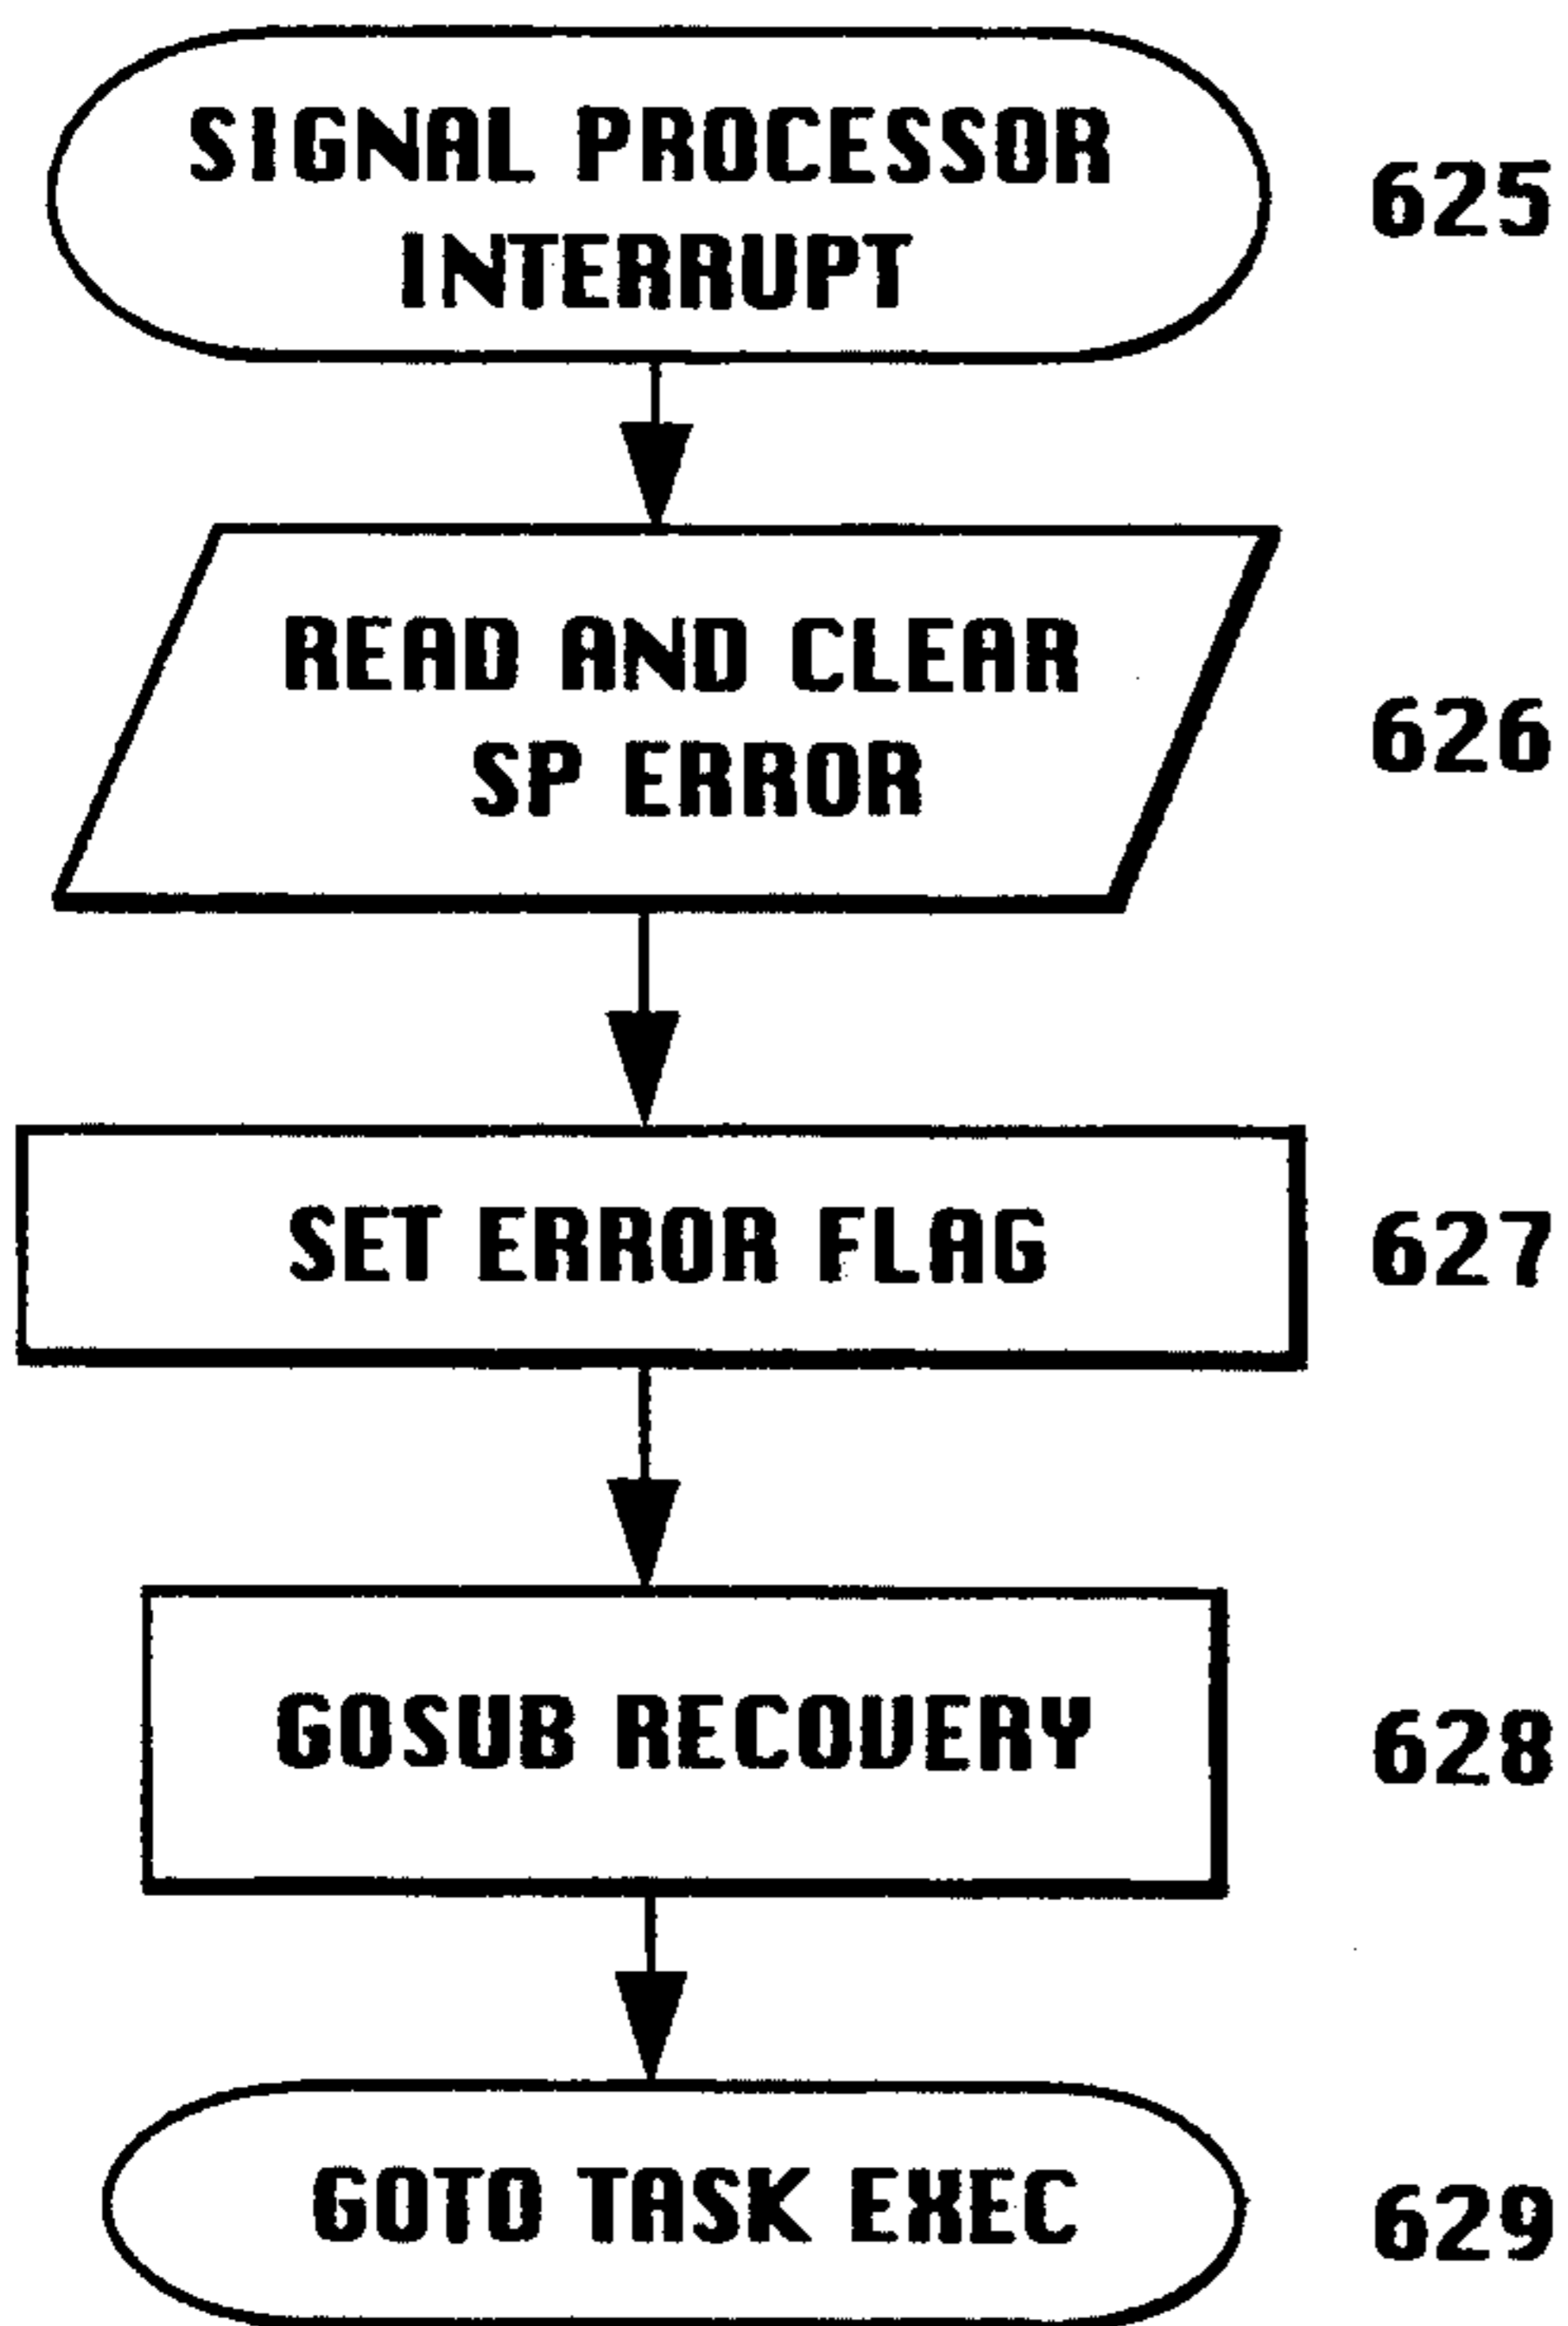 SIGNAL PROCESSOR
INTERRUPT
625
READ AND CLEAR
SP ERROR
626
SET ERROR FLAG
627
GOSUB RECOVERY
628
GOTO TASK EXEC
629